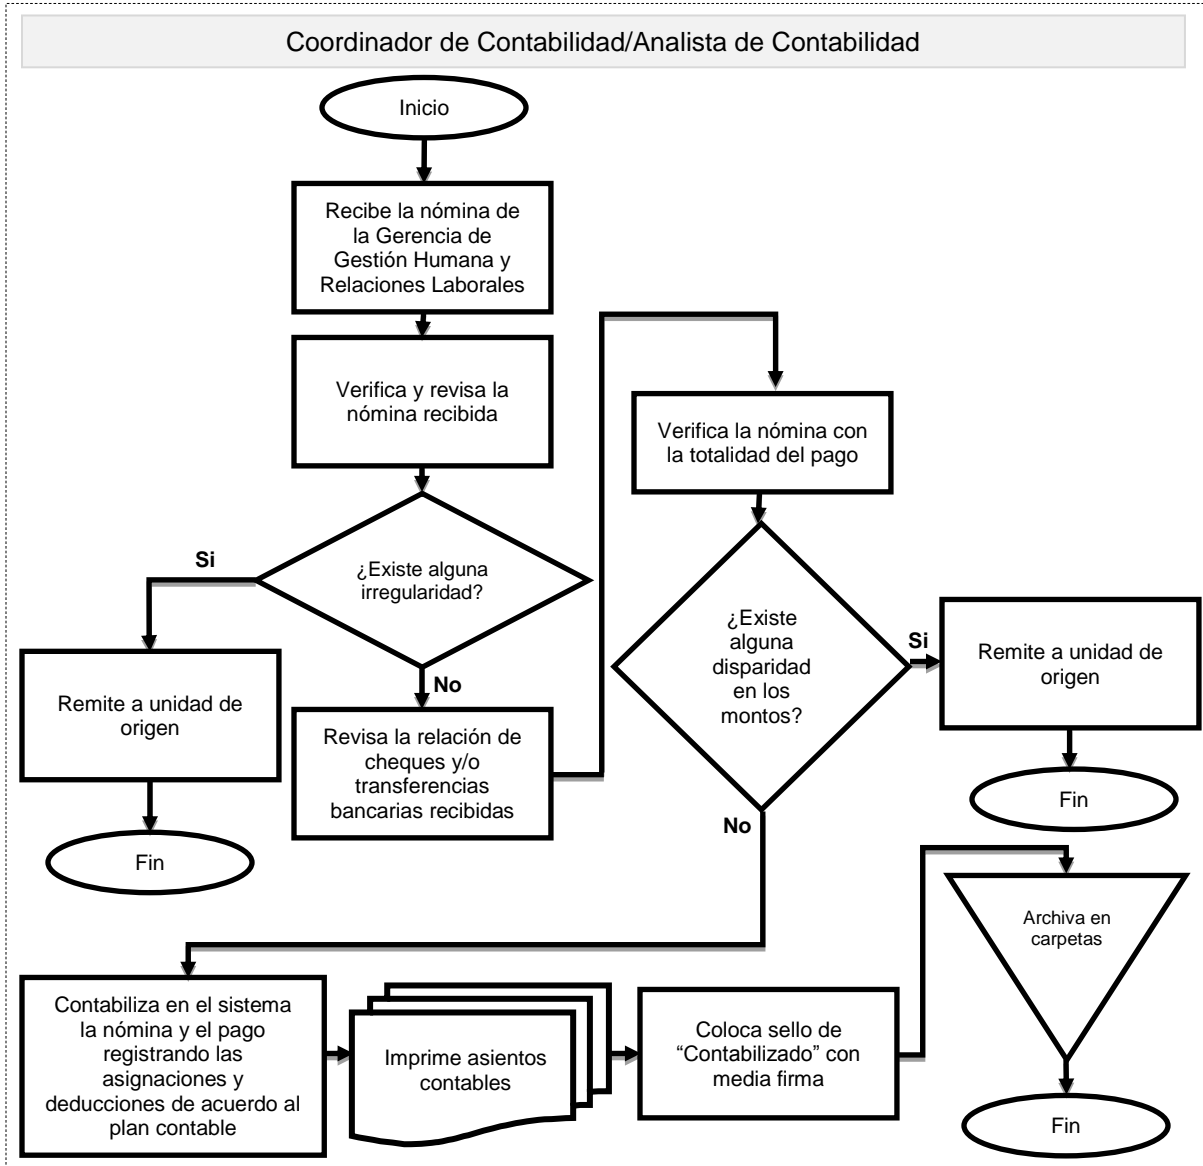 Coordinador de Contabilidad/Analista de Contabilidad
Inicio
Recibe la nómina de
la Gerencia de
Gestión Humana y
Relaciones Laborales
Verifica y revisa la
nómina recibida
¿Existe alguna
irregularidad?
Si
Remite a unidad de
origen
Fin
No
Revisa la relación de
cheques y/o
transferencias
bancarias recibidas
Verifica la nómina con
la totalidad del pago
¿Existe
alguna
disparidad
en los
montos?
Si
Remite a unidad de
origen
Fin
No
Contabiliza en el sistema
la nómina y el pago
registrando las
asignaciones y
deducciones de acuerdo al
plan contable
Imprime asientos
contables
Coloca sello de
“Contabilizado” con
media firma
Archiva en
carpetas
Fin